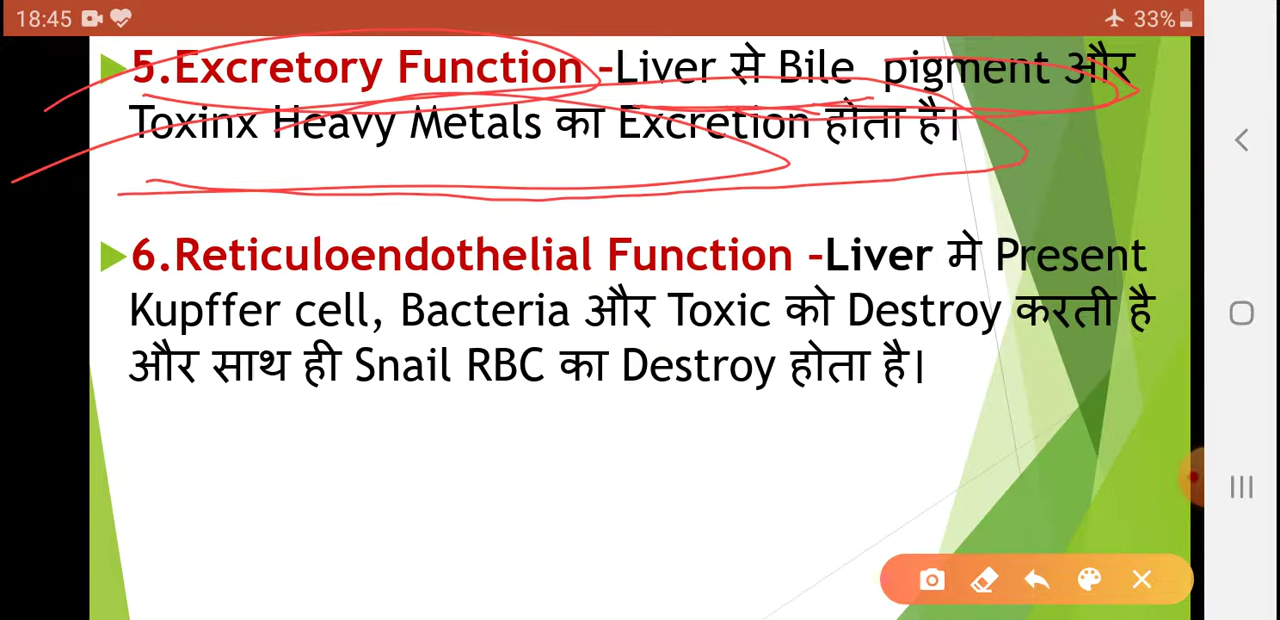 18:45
33%
5.Excretory Function -Liver से Bile pigment और
Toxinx Heavy Metals का Excretion होता है।
6.Reticuloendothelial Function -Liver मे Present
Kupffer cell, Bacteria और Toxic को Destroy करती है
और साथ ही Snail RBC का Destroy होता है।